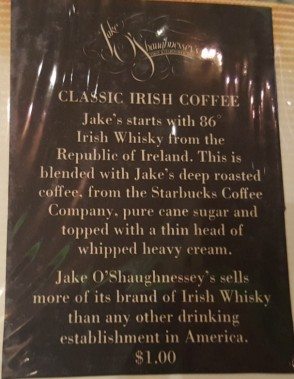 Jake
O'Shaughnessey's
CLASSIC IRISH COFFEE
Jake's starts with 86°
Irish Whisky from the
Republic of Ireland. This is
blended with Jake's deep roasted
coffee, from the Starbucks Coffee
Company, pure cane sugar and
topped with a thin head of
whipped heavy cream.
Jake O'Shaughnessey's sells
more of its brand of Irish Whisky
than any other drinking
establishment in America.
$1.00